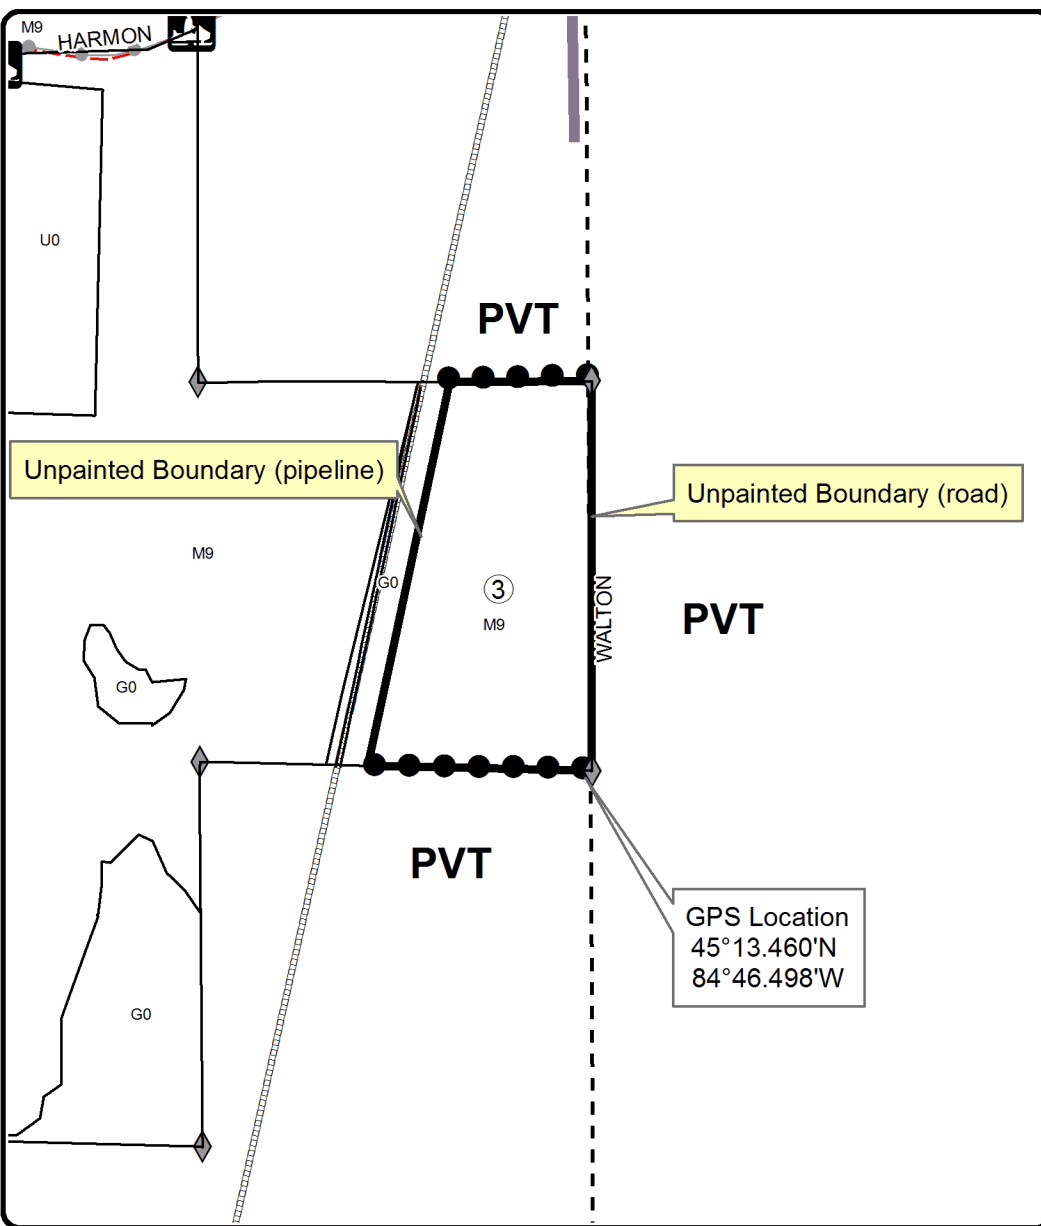 M9
HARMON
U0
PVT
Unpainted Boundary (pipeline)
Unpainted Boundary (road)
M9
G0
3
M9
WALTON
PVT
G0
PVT
GPS Location
45°13.460'N
84°46.498'W
G0